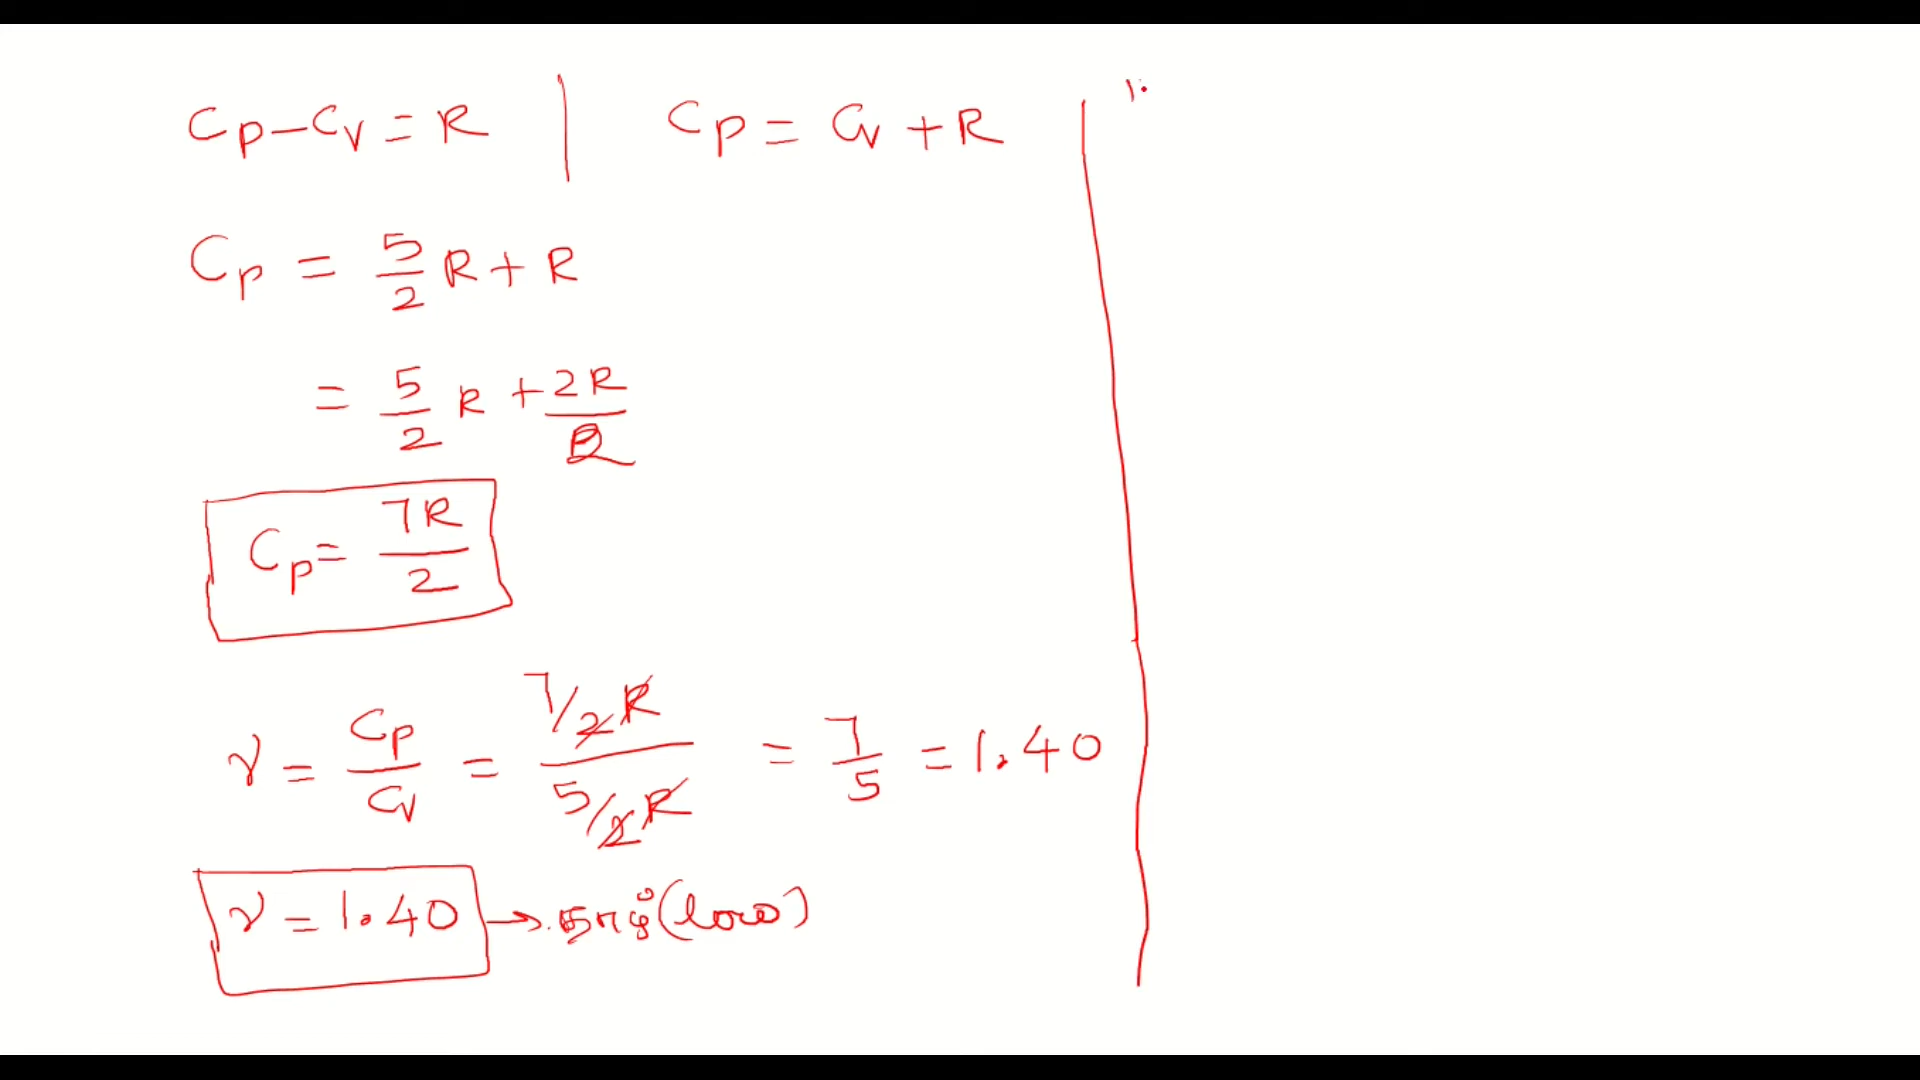 Cp - Cv = R | Cp = Cv + R
Cp = 5/2 R + R
= 5/2 R + 2R/2
Cp = 7R/2
γ = Cp/Cv = 7/2 R / 5/2 R = 7/5 = 1.40
γ = 1.40 →
1.